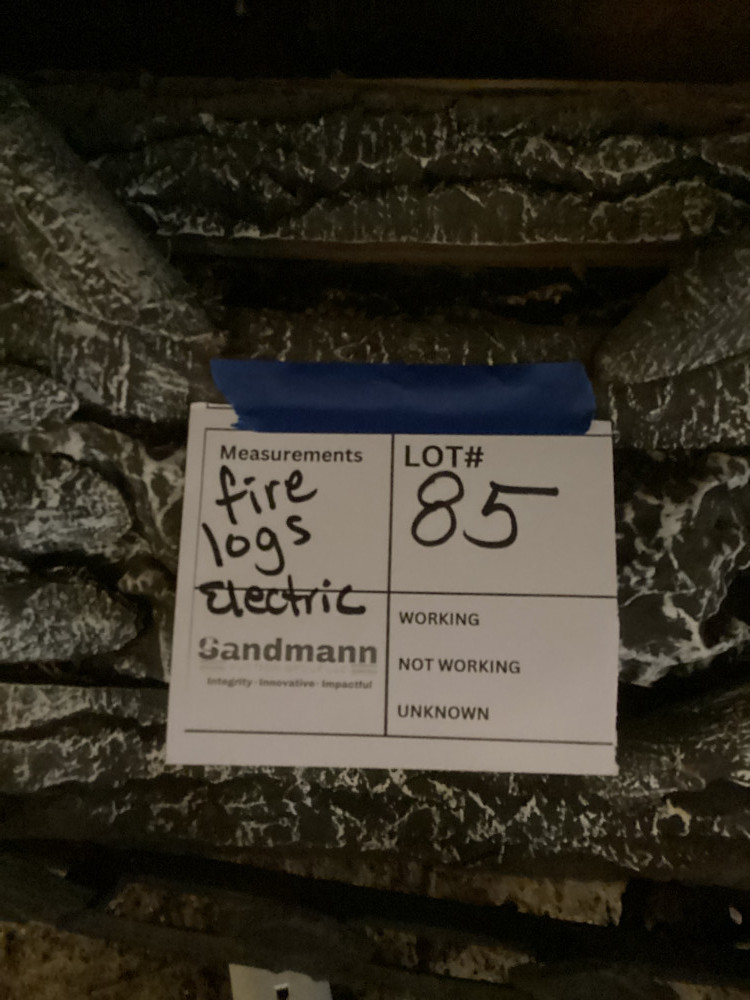 Measurements
fire
logs
Electric
Sandmann
Integrity - Innovative - Impactful
LOT#
85
WORKING
NOT WORKING
UNKNOWN